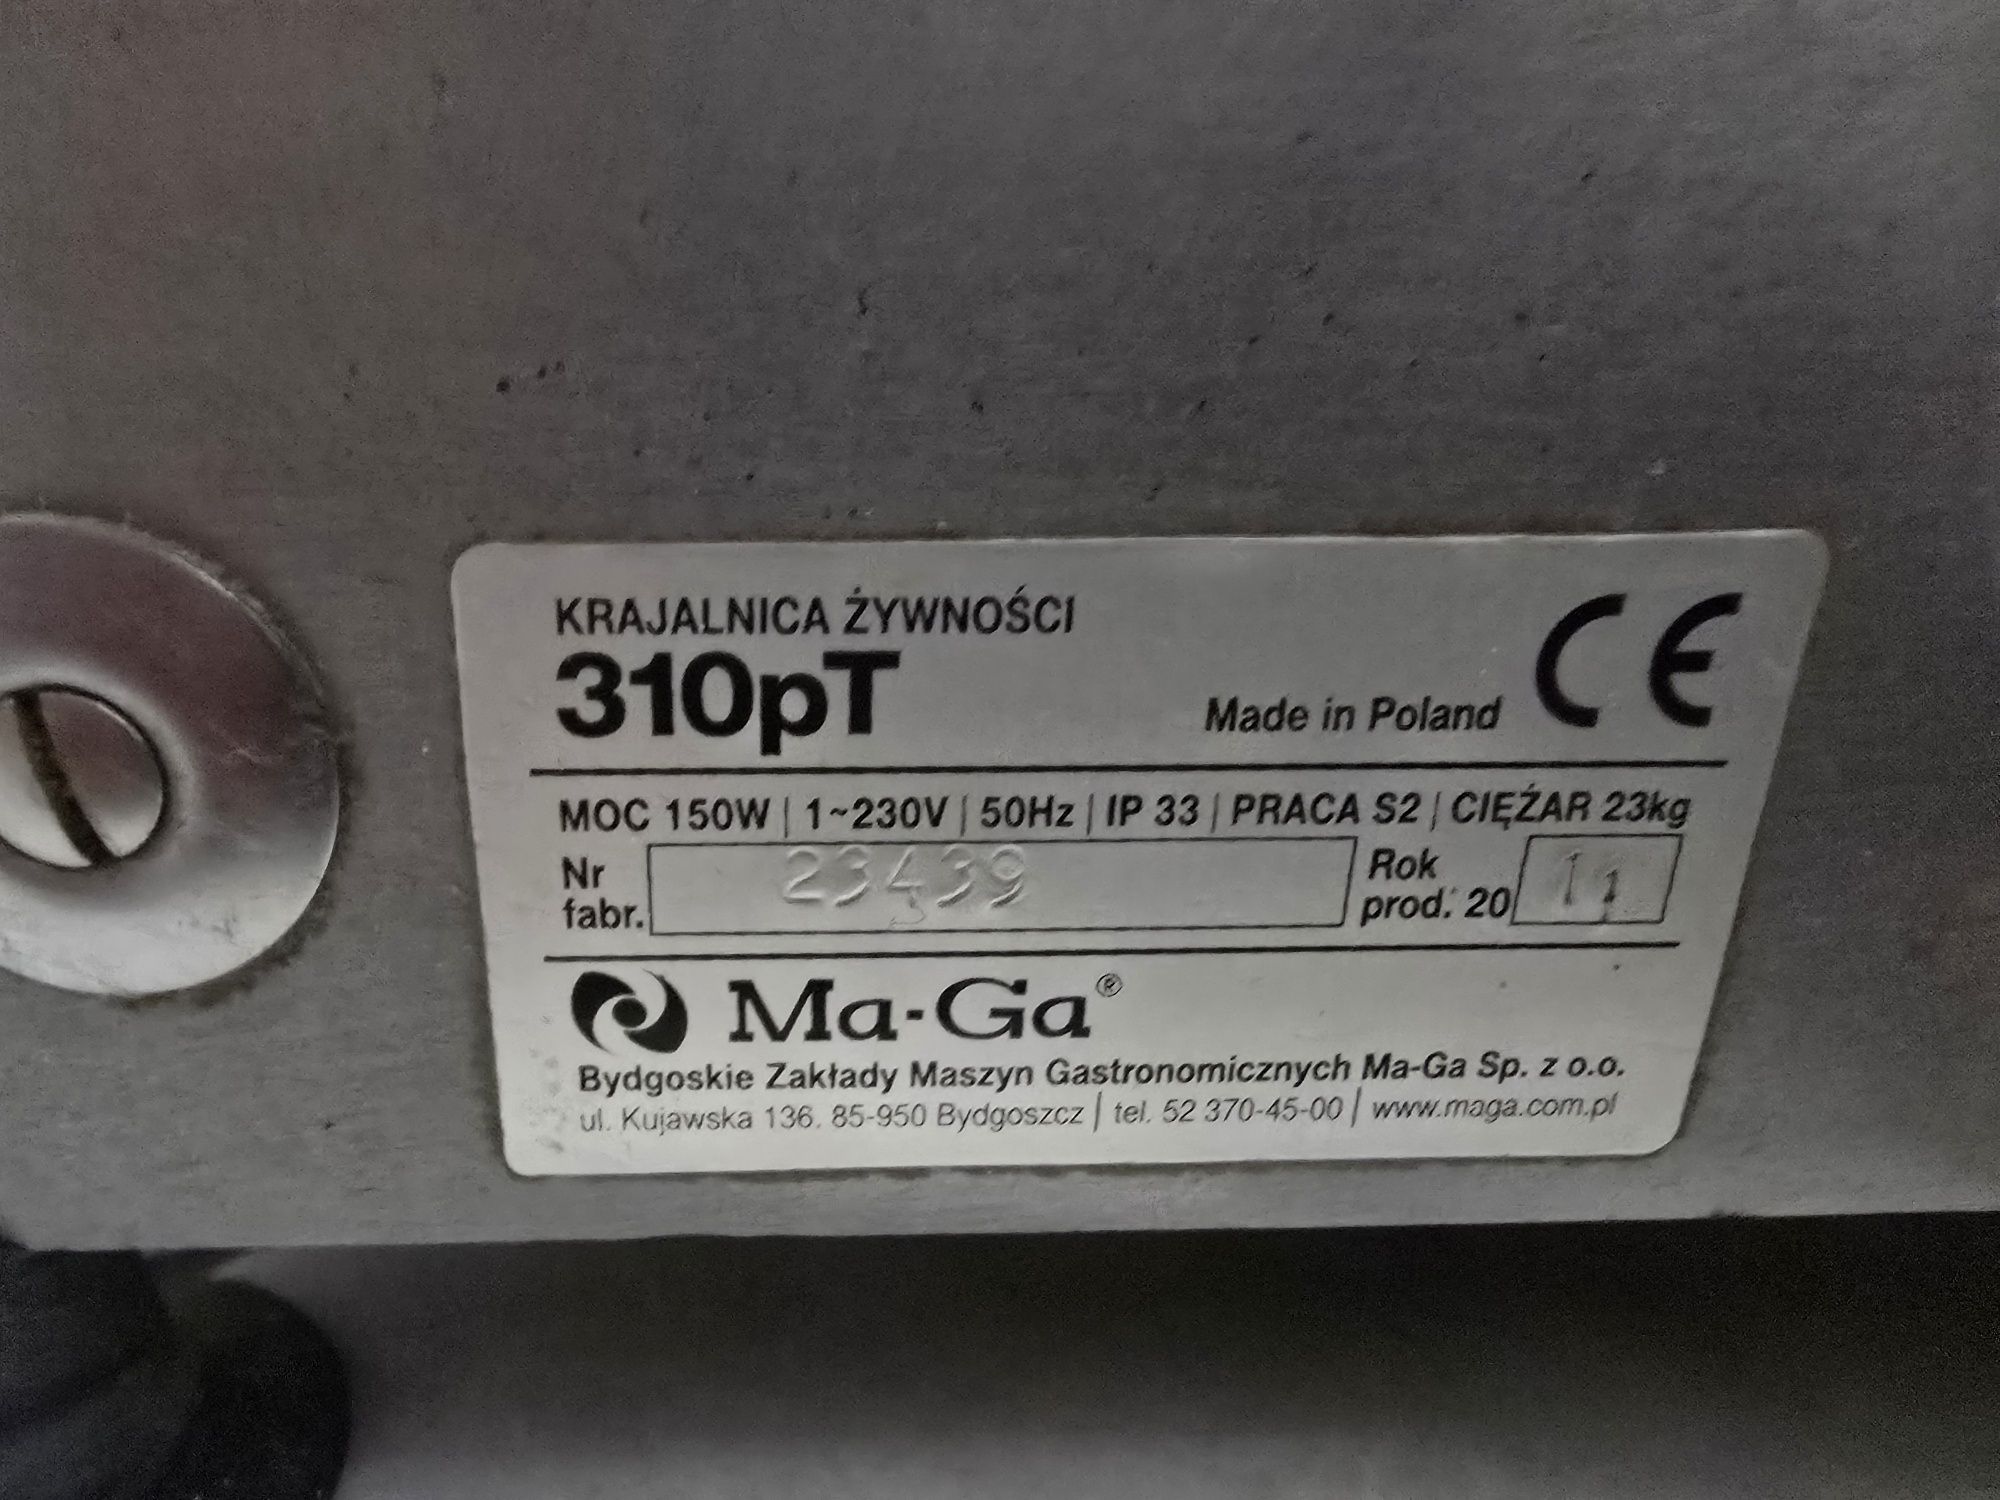 KRAJALNICA ŻYWNOŚCI
310pT
Made in Poland CE
MOC 150W | 1~230V | 50Hz | IP 33 | PRACA S2 | CIĘŻAR 23kg
Nr fabr. 23439 Rok prod. 20 11
Ma-Ga®
Bydgoskie Zakłady Maszyn Gastronomicznych Ma-Ga Sp. z o.o.
ul. Kujawska 136, 85-950 Bydgoszcz | tel. 52 370-45-00 | www.maga.com.pl